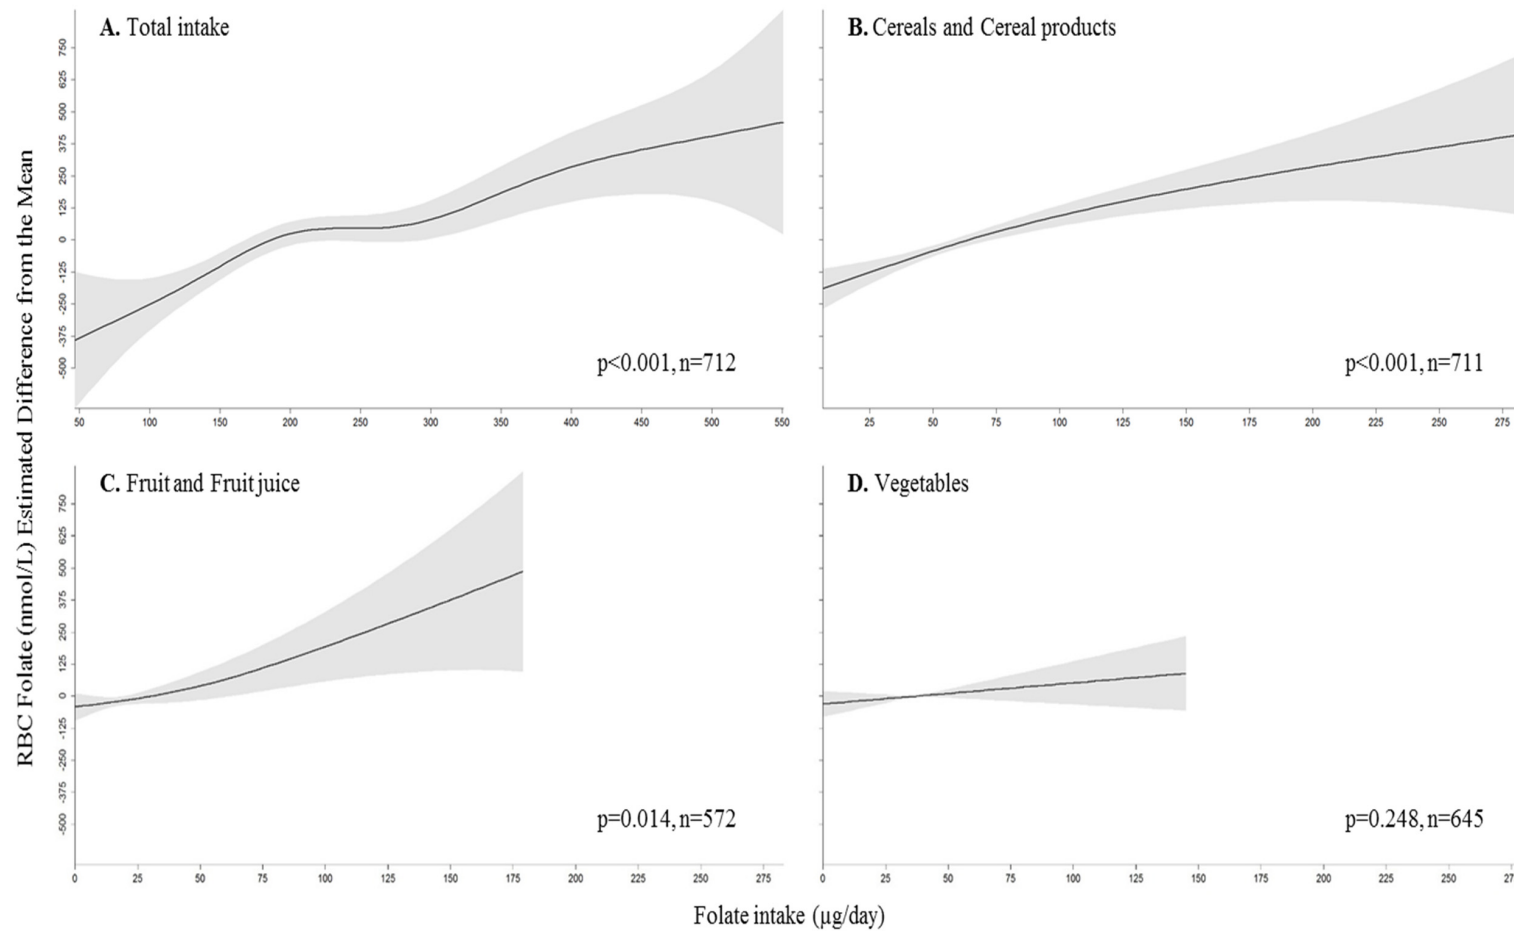 A. Total intake
B. Cereals and Cereal products
RBC Folate (nmol/L) Estimated Difference from the Mean
750
625
500
375
250
125
0
-125
-250
-375
-500
p<0.001, n=712
p<0.001, n=711
50 100 150 200 250 300 350 400 450 500 550
25 50 75 100 125 150 175 200 225 250 275
C. Fruit and Fruit juice
D. Vegetables
750
625
500
375
250
125
0
-125
-250
-375
-500
p=0.014, n=572
p=0.248, n=645
0 25 50 75 100 125 150 175 200 225 250 275
0 25 50 75 100 125 150 175 200 225 250 27
Folate intake (µg/day)